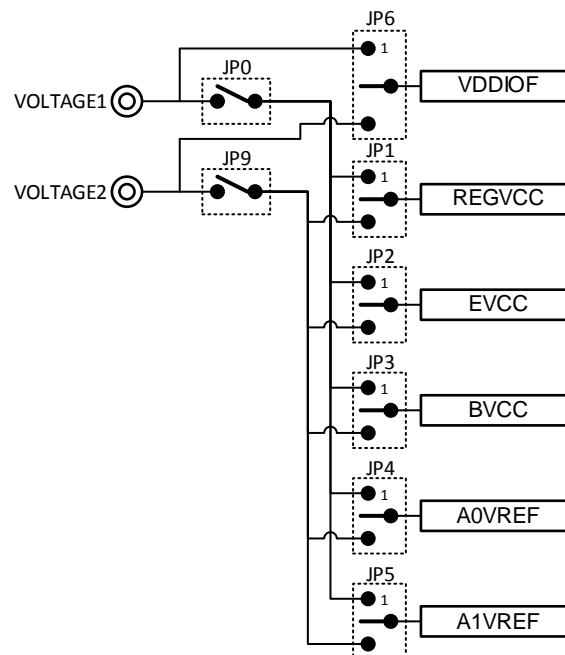 JP6
1
VDDIOF
JP0
VOLTAGE1
JP1
1
REGVCC
JP9
VOLTAGE2
JP2
1
EVCC
JP3
1
BVCC
JP4
1
A0VREF
JP5
1
A1VREF